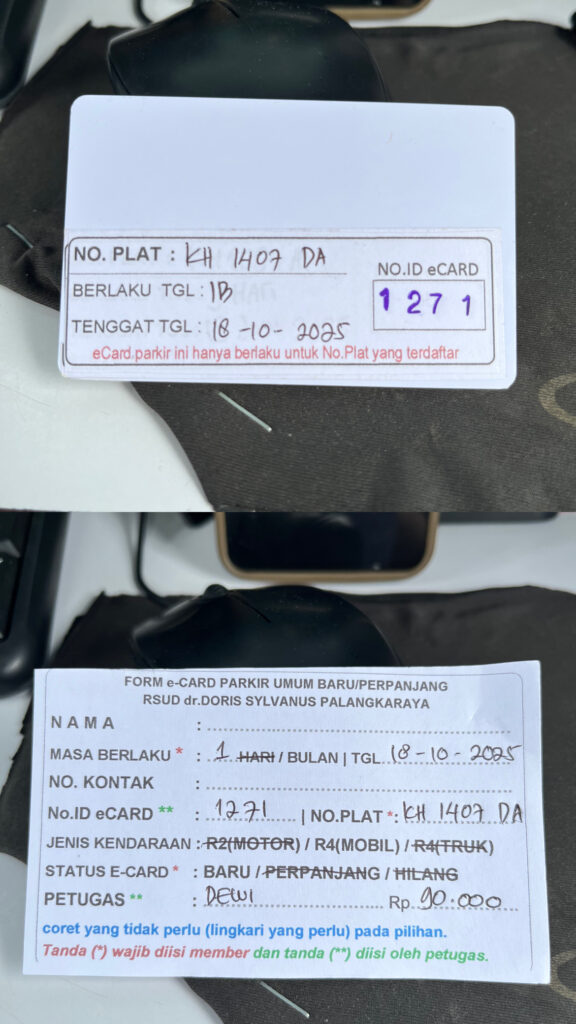 NO. PLAT : KH 1407 DA
NO.ID eCARD
BERLAKU TGL : 1B
1271
TENGGAT TGL : 18-10-2025
eCard.parkir ini hanya berlaku untuk No.Plat yang terdaftar
FORM e-CARD PARKIR UMUM BARU/PERPANJANG
RSUD dr.DORIS SYLVANUS PALANGKARAYA
NAMA :
MASA BERLAKU * : 1 HARI / BULAN | TGL 18-10-2025
NO. KONTAK :
No.ID eCARD ** : 1271 | NO.PLAT *: KH 1407 DA
JENIS KENDARAAN : R2(MOTOR) / R4(MOBIL) / R4(TRUK)
STATUS E-CARD * : BARU / PERPANJANG / HILANG
PETUGAS ** : DEWI Rp 90.000
coret yang tidak perlu (lingkari yang perlu) pada pilihan.
Tanda (*) wajib diisi member dan tanda (**) diisi oleh petugas.